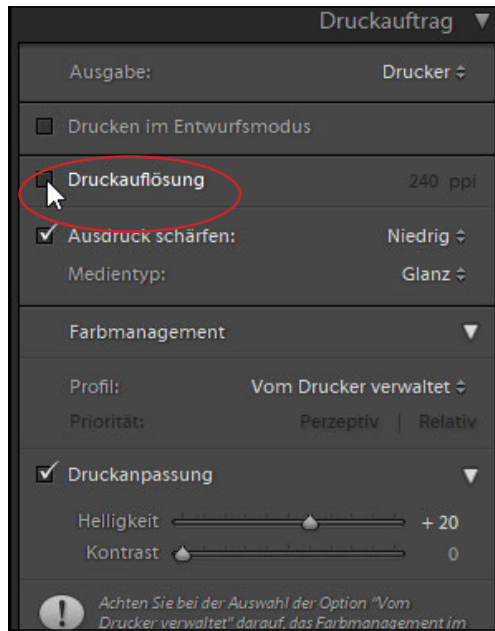 Druckauftrag
Ausgabe: Drucker
Drucken im Entwurfsmodus
Druckauflösung 240 ppi
Ausdruck schärfen: Niedrig
Medientyp: Glanz
Farbmanagement
Profil: Vom Drucker verwaltet
Priorität: Perzeptiv | Relativ
Druckanpassung
Helligkeit + 20
Kontrast 0
Achten Sie bei der Auswahl der Option "Vom
Drucker verwaltet" darauf, das Farbmanagement im